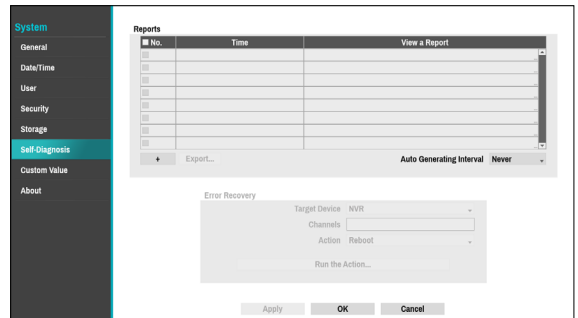 System
General
Date/Time
User
Security
Storage
Self-Diagnosis
Custom Value
About
Reports
No. Time View a Report
...
...
...
...
...
...
...
...
+ Export... Auto Generating Interval Never
Error Recovery
Target Device NVR
Channels
Action Reboot
Run the Action...
Apply OK Cancel